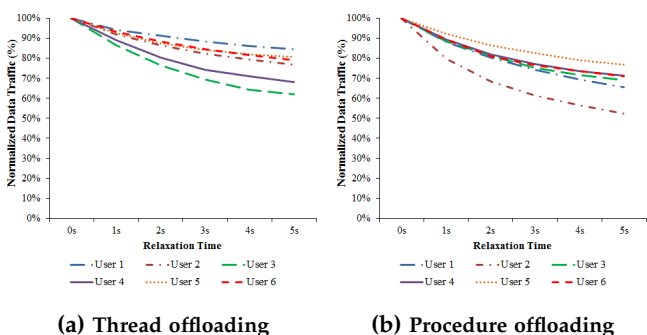 Normalized Data Traffic (%)
100%
90%
80%
70%
60%
50%
40%
30%
20%
10%
0%
0s 1s 2s 3s 4s 5s
Relaxation Time
User 1 User 2 User 3
User 4 User 5 User 6
(a) Thread offloading
Normalized Data Traffic (%)
100%
90%
80%
70%
60%
50%
40%
30%
20%
10%
0%
0s 1s 2s 3s 4s 5s
Relaxation Time
User 1 User 2 User 3
User 4 User 5 User 6
(b) Procedure offloading